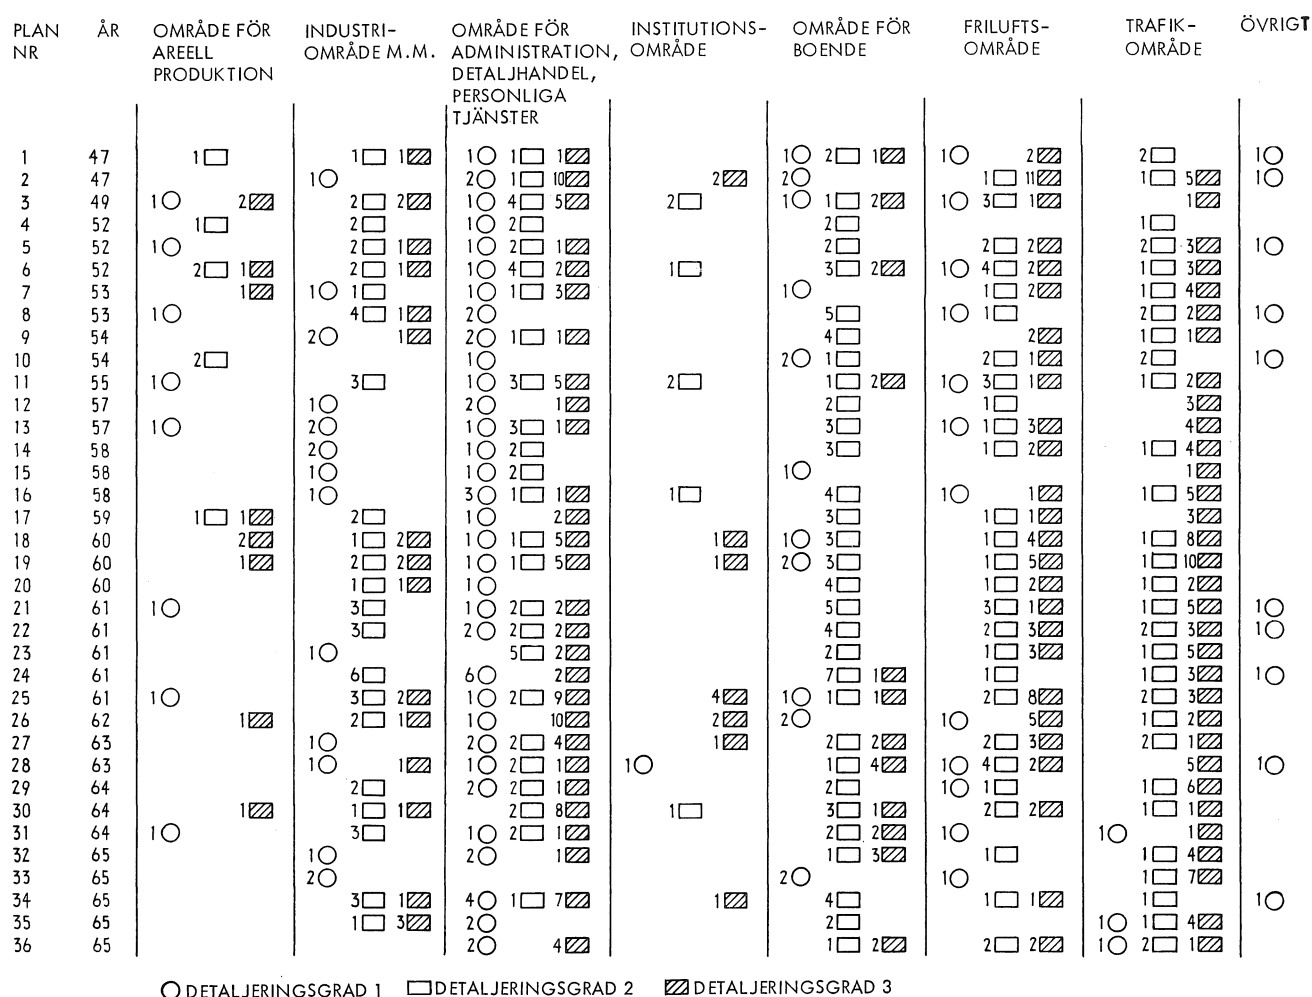 PLAN ÅR OMRÅDE FÖR INDUSTRI- OMRÅDE FÖR INSTITUTIONS- OMRÅDE FÖR FRILUFTS- TRAFIK- ÖVRIGT
NR AREELL OMRÅDE M.M. ADMINISTRATION, OMRÅDE BOENDE OMRÅDE OMRÅDE
PRODUKTION DETALJHANDEL,
PERSONLIGA
TJÄNSTER
1 47 1 1 1 1 1 1 1 2 1 1 2 2 1
2 47 1 2 1 10 2 2 1 11 1 5 1
3 49 1 2 2 2 1 4 5 2 1 1 2 1 3 1 1
4 52 1 2 1 2 2 1
5 52 1 2 1 1 2 1 2 2 2 2 3 1
6 52 2 1 2 1 1 4 2 1 3 2 1 4 2 1 3
7 53 1 1 1 1 1 3 1 1 2 1 4
8 53 1 4 1 2 5 1 1 2 2 1
9 54 2 1 2 1 1 4 2 1 1
10 54 2 1 2 1 2 1 2 1
11 55 1 3 1 3 5 2 1 2 1 3 1 1 2
12 57 1 2 1 2 1 3
13 57 1 2 1 3 1 3 1 1 3 4
14 58 2 1 2 3 1 2 1 4
15 58 1 1 2 1 1
16 58 1 3 1 1 1 4 1 1 1 5
17 59 1 1 2 1 2 3 1 1 3
18 60 2 1 2 1 1 5 1 1 3 1 4 1 8
19 60 1 2 2 1 1 5 1 2 3 1 5 1 10
20 60 1 1 1 4 1 2 1 2
21 61 1 3 1 2 2 5 3 1 1 5 1
22 61 3 2 2 2 4 2 3 2 3 1
23 61 1 5 2 2 1 3 2 5
24 61 6 6 2 7 1 1 1 3 1
25 61 1 3 2 1 2 9 4 1 1 1 2 8 2 3
26 62 1 2 1 1 10 2 2 1 5 1 2
27 63 1 2 2 4 1 2 2 2 3 2 1
28 63 1 1 1 2 1 1 1 4 1 4 2 5 1
29 64 2 2 2 1 2 1 1 1 6
30 64 1 1 1 2 8 1 3 1 2 2 1 1
31 64 1 3 1 2 1 2 2 1 1 1
32 65 1 2 1 1 3 1 1 4
33 65 2 2 1 1 7
34 65 3 1 4 1 7 1 4 1 1 1 1
35 65 1 3 2 2 1 1 4
36 65 2 4 1 2 2 2 1 2 1
DETALJERINGSGRAD 1 DETALJERINGSGRAD 2 DETALJERINGSGRAD 3